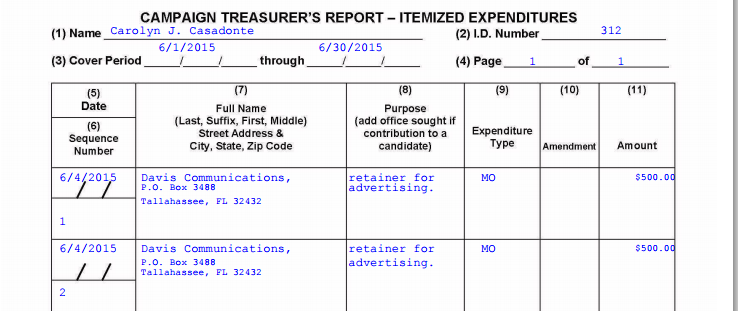 CAMPAIGN TREASURER'S REPORT – ITEMIZED EXPENDITURES
(1) Name Carolyn J. Casadonte (2) I.D. Number 312
(3) Cover Period 6/1/2015 / / through 6/30/2015 / / (4) Page 1 of 1
(5) Date
(6) Sequence Number
(7) Full Name
(Last, Suffix, First, Middle)
Street Address &
City, State, Zip Code
(8) Purpose
(add office sought if
contribution to a
candidate)
(9) Expenditure Type
(10) Amendment
(11) Amount
6/4/2015 / / Davis Communications, retainer for MO $500.00
P.O. Box 3488 advertising.
Tallahassee, FL 32432
1
6/4/2015 / / Davis Communications, retainer for MO $500.00
P.O. Box 3488 advertising.
Tallahassee, FL 32432
2